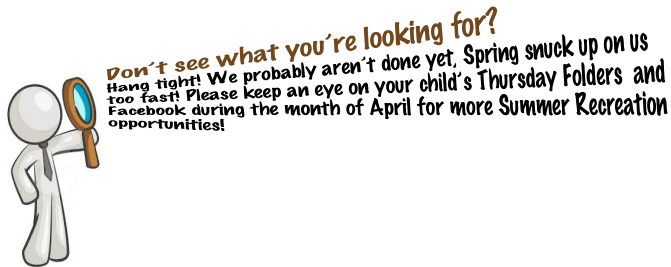 Don't see what you're looking for?
Hang tight! We probably aren't done yet, Spring snuck up on us
too fast! Please keep an eye on your child's Thursday Folders and
Facebook during the month of April for more Summer Recreation
opportunities!